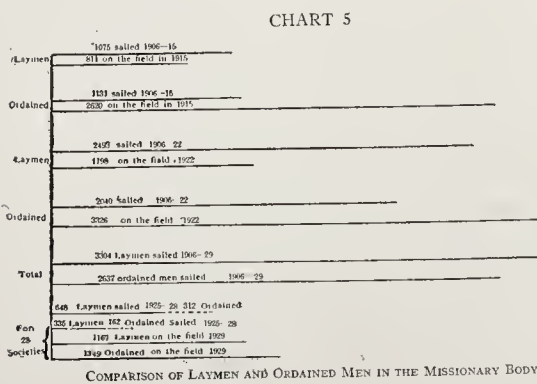 CHART 5
1075 sailed 1906-15
Laymen 811 on the field in 1915
1131 sailed 1906-15
Ordained 2620 on the field in 1915
2493 sailed 1906-22
Laymen 1198 on the field 1922
2040 sailed 1906-22
Ordained 3326 on the field 1922
3304 Laymen sailed 1906-29
Total 2637 ordained men sailed 1906-29
648 Laymen sailed 1925-28 312 Ordained
335 Laymen 162 Ordained Sailed 1925-28
For
28 1167 Laymen on the field 1929
Societies 1349 Ordained on the field 1929
COMPARISON OF LAYMEN AND ORDAINED MEN IN THE MISSIONARY BODY